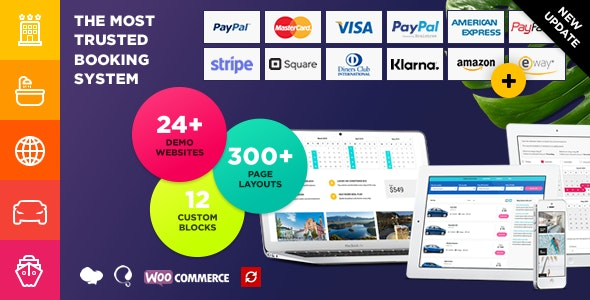 THE MOST
TRUSTED
BOOKING
SYSTEM
PayPal
MasterCard
VISA
PayPal
AMERICAN
EXPRESS
PayFa
NEW
UPDATE
stripe
Square
Diners Club
INTERNATIONAL
Klarna.
amazon
eway
+
24+
DEMO
WEBSITES
300+
PAGE
LAYOUTS
12
CUSTOM
BLOCKS
$549
WOO COMMERCE